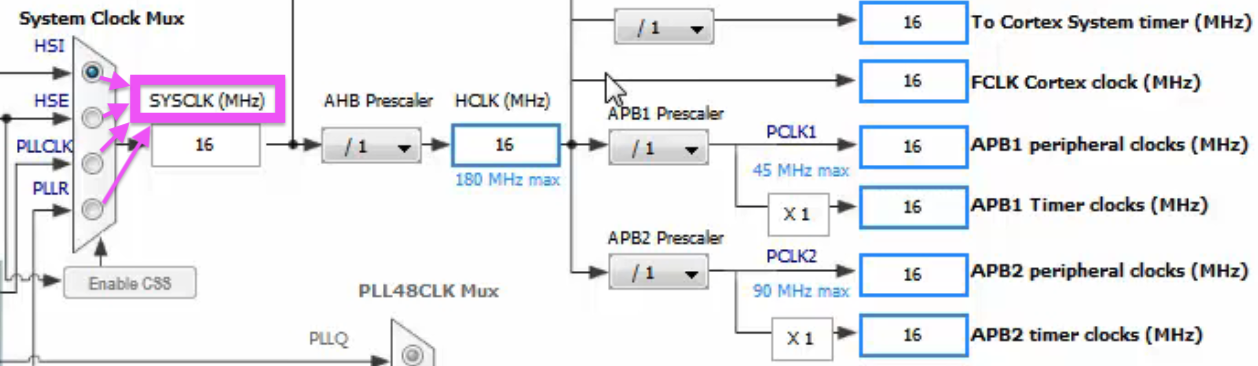 System Clock Mux
HSI
HSE
PLLCLK
PLLR
Enable CSS
SYSCLK (MHz)
16
AHB Prescaler
/ 1
HCLK (MHz)
16
180 MHz max
/ 1
16
To Cortex System timer (MHz)
16
FCLK Cortex clock (MHz)
APB1 Prescaler
/ 1
PCLK1
45 MHz max
16
APB1 peripheral clocks (MHz)
X 1
16
APB1 Timer clocks (MHz)
APB2 Prescaler
/ 1
PCLK2
90 MHz max
16
APB2 peripheral clocks (MHz)
X 1
16
APB2 timer clocks (MHz)
PLL48CLK Mux
PLLQ